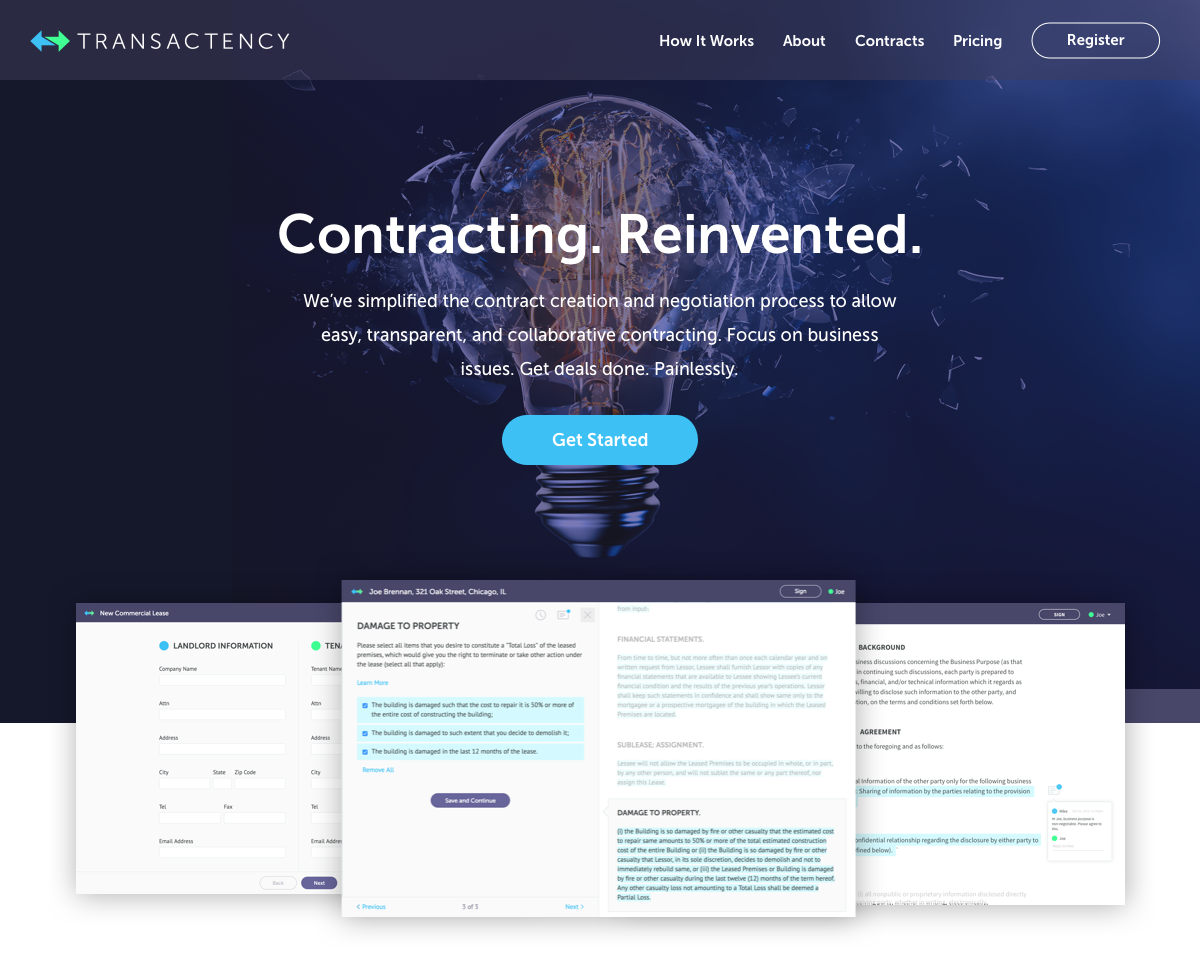 TRANSACTENCY
How It Works
About
Contracts
Pricing
Register
Contracting. Reinvented.
We've simplified the contract creation and negotiation process to allow
easy, transparent, and collaborative contracting. Focus on business
issues. Get deals done. Painlessly.
Get Started
New Commercial Lease
LANDLORD INFORMATION
TENA
Company Name
Tenant Name
Attn
Attn
Address
Address
City
State
Zip Code
City
Tel
Fax
Tel
Email Address
Email Addre
Back
Next
Joe Brennan, 321 Oak Street, Chicago, IL
Sign
Joe
DAMAGE TO PROPERTY
Please select all items that you desire to constitute a "Total Loss" of the leased
premises, which would give you the right to terminate or take other action under
the lease (select all that apply):
Learn More
The building is damaged such that the cost to repair it is 50% or more of
the entire cost of constructing the building;
The building is damaged to such extent that you decide to demolish it;
The building is damaged in the last 12 months of the lease.
Remove All
Save and Continue
< Previous
3 of 3
Next >
from input:
FINANCIAL STATEMENTS.
From time to time, but not more often than once each calendar year and on
written request from Lessor, Lessee shall furnish Lessor with copies of any
financial statements that are available to Lessee showing Lessee's current
financial condition and the results of the previous year's operations. Lessor
shall keep such statements in confidence and shall show same only to the
mortgagee or a prospective mortgagee of the building in which the Leased
Premises are located.
SUBLEASE; ASSIGNMENT.
Lessee will not allow the Leased Premises to be occupied in whole, or in part,
by any other person, and will not sublet the same or any part thereof, nor
assign this Lease.
DAMAGE TO PROPERTY.
(i) the Building is so damaged by fire or other casualty that the estimated cost
to repair same amounts to 50% or more of the total estimated construction
cost of the entire Building or (ii) the Building is so damaged by fire or other
casualty that Lessor, in its sole discretion, decides to demolish and not to
immediately rebuild same, or (iii) the Leased Premises or Building is damaged
by fire or other casualty during the last twelve (12) months of the term hereof.
Any other casualty loss not amounting to a Total Loss shall be deemed a
Partial Loss.
SIGN
Joe
BACKGROUND
siness discussions concerning the Business Purpose (as that
in continuing such discussions, each party is prepared to
, financial, and/or technical information which it regards as
illing to disclose such information to the other party, and
tion, on the terms and conditions set forth below.
AGREEMENT
to the foregoing and as follows:
al Information of the other party only for the following business
: Sharing of information by the parties relating to the provision
onfidential relationship regarding the disclosure by either party to
fined below).
(i) all nonpublic or proprietary information disclosed directly
Joe